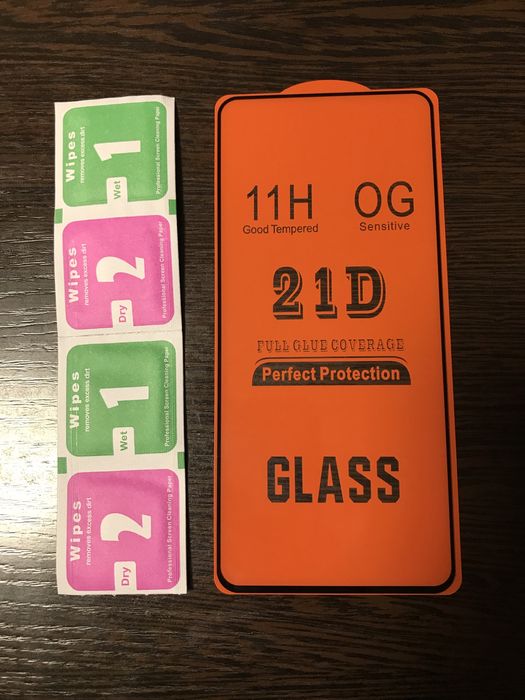 Wipes
removes excess dirt
Wet
1
Professional Screen Cleaning Paper
Wipes
removes excess dirt
Dry
2
Professional Screen Cleaning Paper
Wipes
removes excess dirt
Wet
1
Professional Screen Cleaning Paper
Wipes
removes excess dirt
Dry
2
Professional Screen Cleaning Paper
11H OG
Good Tempered Sensitive
21D
FULL GLUE COVERAGE
Perfect Protection
GLASS